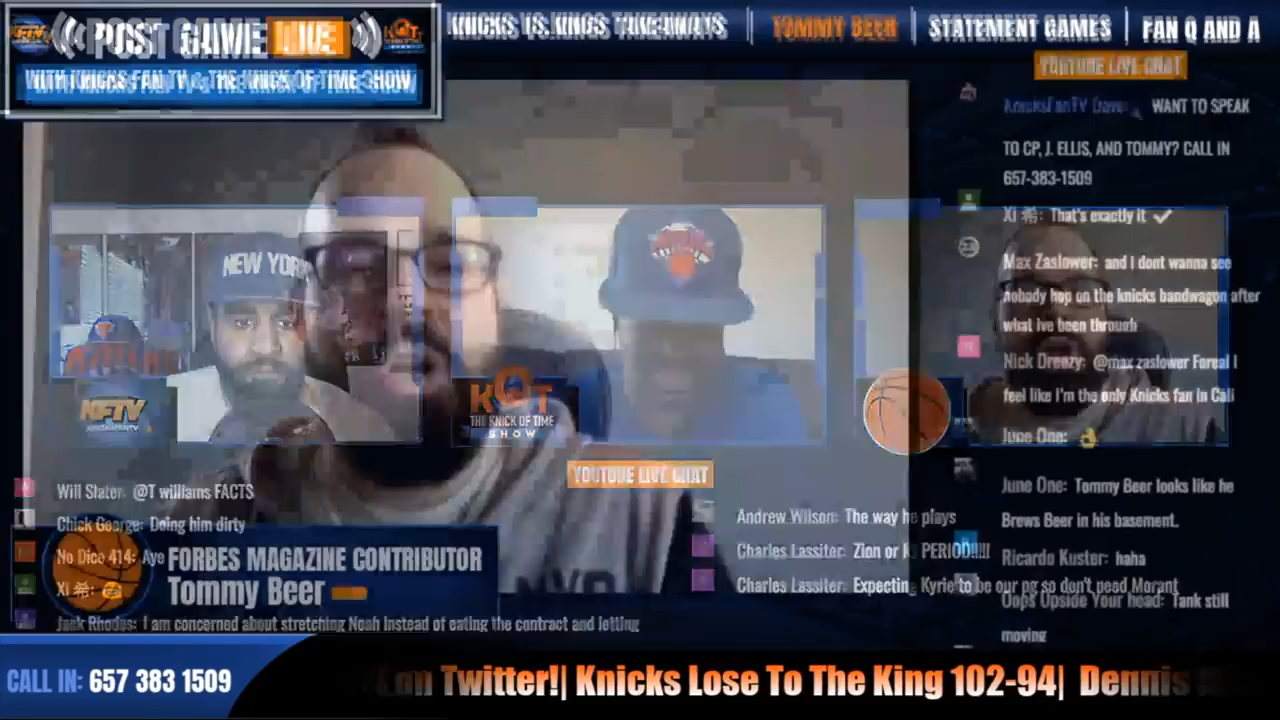 POST GAME LIVE
WITH KNICKS FAN TV & THE KNICK OF TIME SHOW
KNICKS VS. KINGS TAKEAWAYS | TOMMY BEER | STATEMENT GAMES | FAN Q AND A
YOUTUBE LIVE CHAT
KnicksFanTV Dave WANT TO SPEAK
TO CP, J. ELLIS, AND TOMMY? CALL IN
657-383-1509
Xi 希: That's exactly it ✓
Max Zaslower: and I dont wanna see
nobody hop on the knicks bandwagon after
what ive been through
Nick Dreezy: @max zaslower Foreal I
feel like I'm the only Knicks fan in Cali
June One: 👌
June One: Tommy Beer looks like he
Brews Beer in his basement.
Ricardo Kuster: haha
Oops Upside Your head: Tank still
moving
NEW YORK
NFTV
KOT
THE KNICK OF TIME
SHOW
YOUTUBE LIVE CHAT
Will Slater: @T williams FACTS
Chick George: Doing him dirty
No Dice 414: Aye
Xi 希:
Jack Rhodes: I am concerned about stretching Noah instead of eating the contract and letting
FORBES MAGAZINE CONTRIBUTOR
Tommy Beer
Andrew Wilson: The way he plays
Charles Lassiter: Zion or PERIOD!!!!!
Charles Lassiter: Expecting Kyrie to be our pg so don't need Morant
CALL IN: 657 383 1509
on Twitter!| Knicks Lose To The King 102-94| Dennis